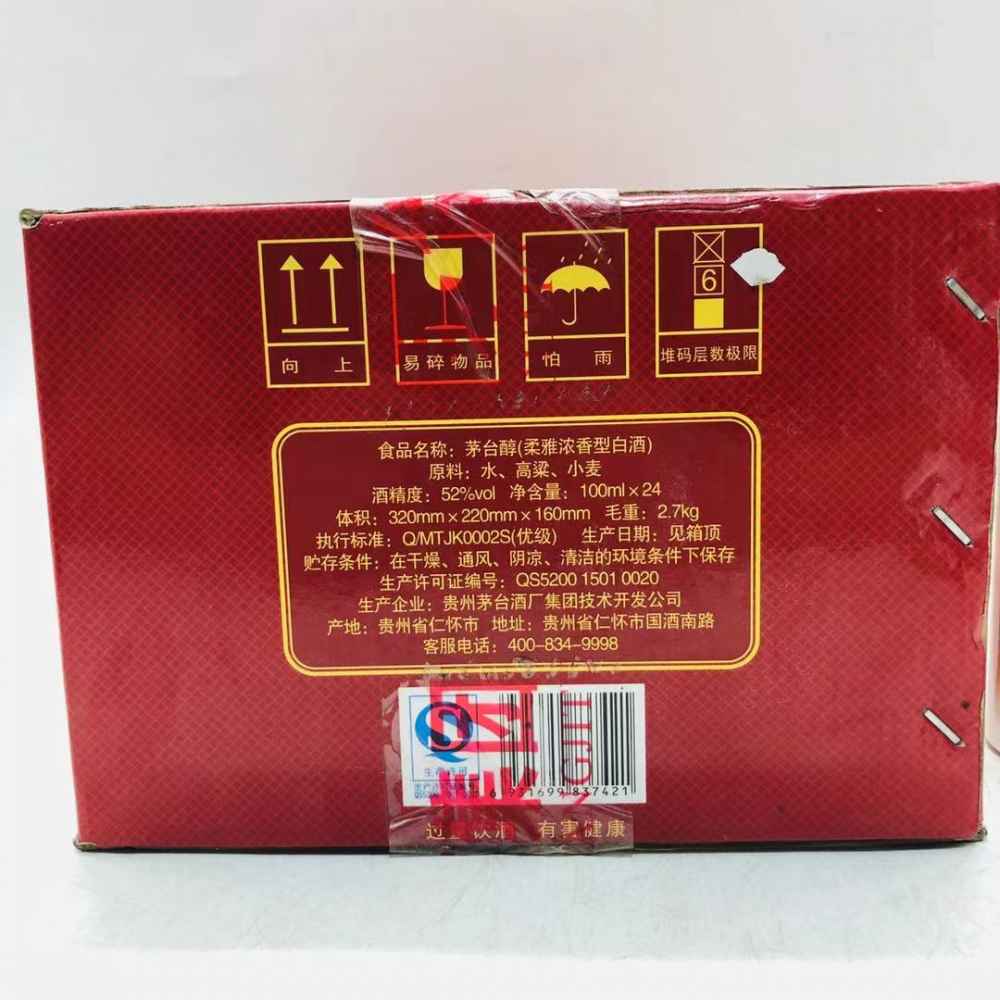 向 上
易碎物品
怕 雨
6
堆码层数极限
食品名称：茅台醇(柔雅浓香型白酒)
原料：水、高粱、小麦
酒精度：52%vol 净含量：100ml×24
体积：320mm×220mm×160mm 毛重：2.7kg
执行标准：Q/MTJK0002S(优级) 生产日期：见箱顶
贮存条件：在干燥、通风、阴凉、清洁的环境条件下保存
生产许可证编号：QS5200 1501 0020
生产企业：贵州茅台酒厂集团技术开发公司
产地：贵州省仁怀市 地址：贵州省仁怀市国酒南路
客服电话：400-834-9998
生产许可
6 931699 837421
过量饮酒 有害健康